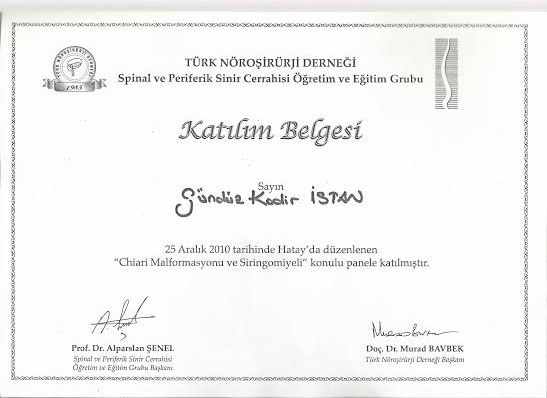 TÜRK NÖROŞİRÜRJİ DERNEĞİ
Spinal ve Periferik Sinir Cerrahisi Öğretim ve Eğitim Grubu
1985
Katılım Belgesi
Sayın
Gündüz Kadir İSTAN
25 Aralık 2010 tarihinde Hatay'da düzenlenen
"Chiari Malformasyonu ve Siringomiyeli" konulu panele katılmıştır.
Prof. Dr. Alparslan ŞENEL
Spinal ve Periferik Sinir Cerrahisi
Öğretim ve Eğitim Grubu Başkanı
Doç. Dr. Murad BAVBEK
Türk Nöroşirürji Derneği Başkanı